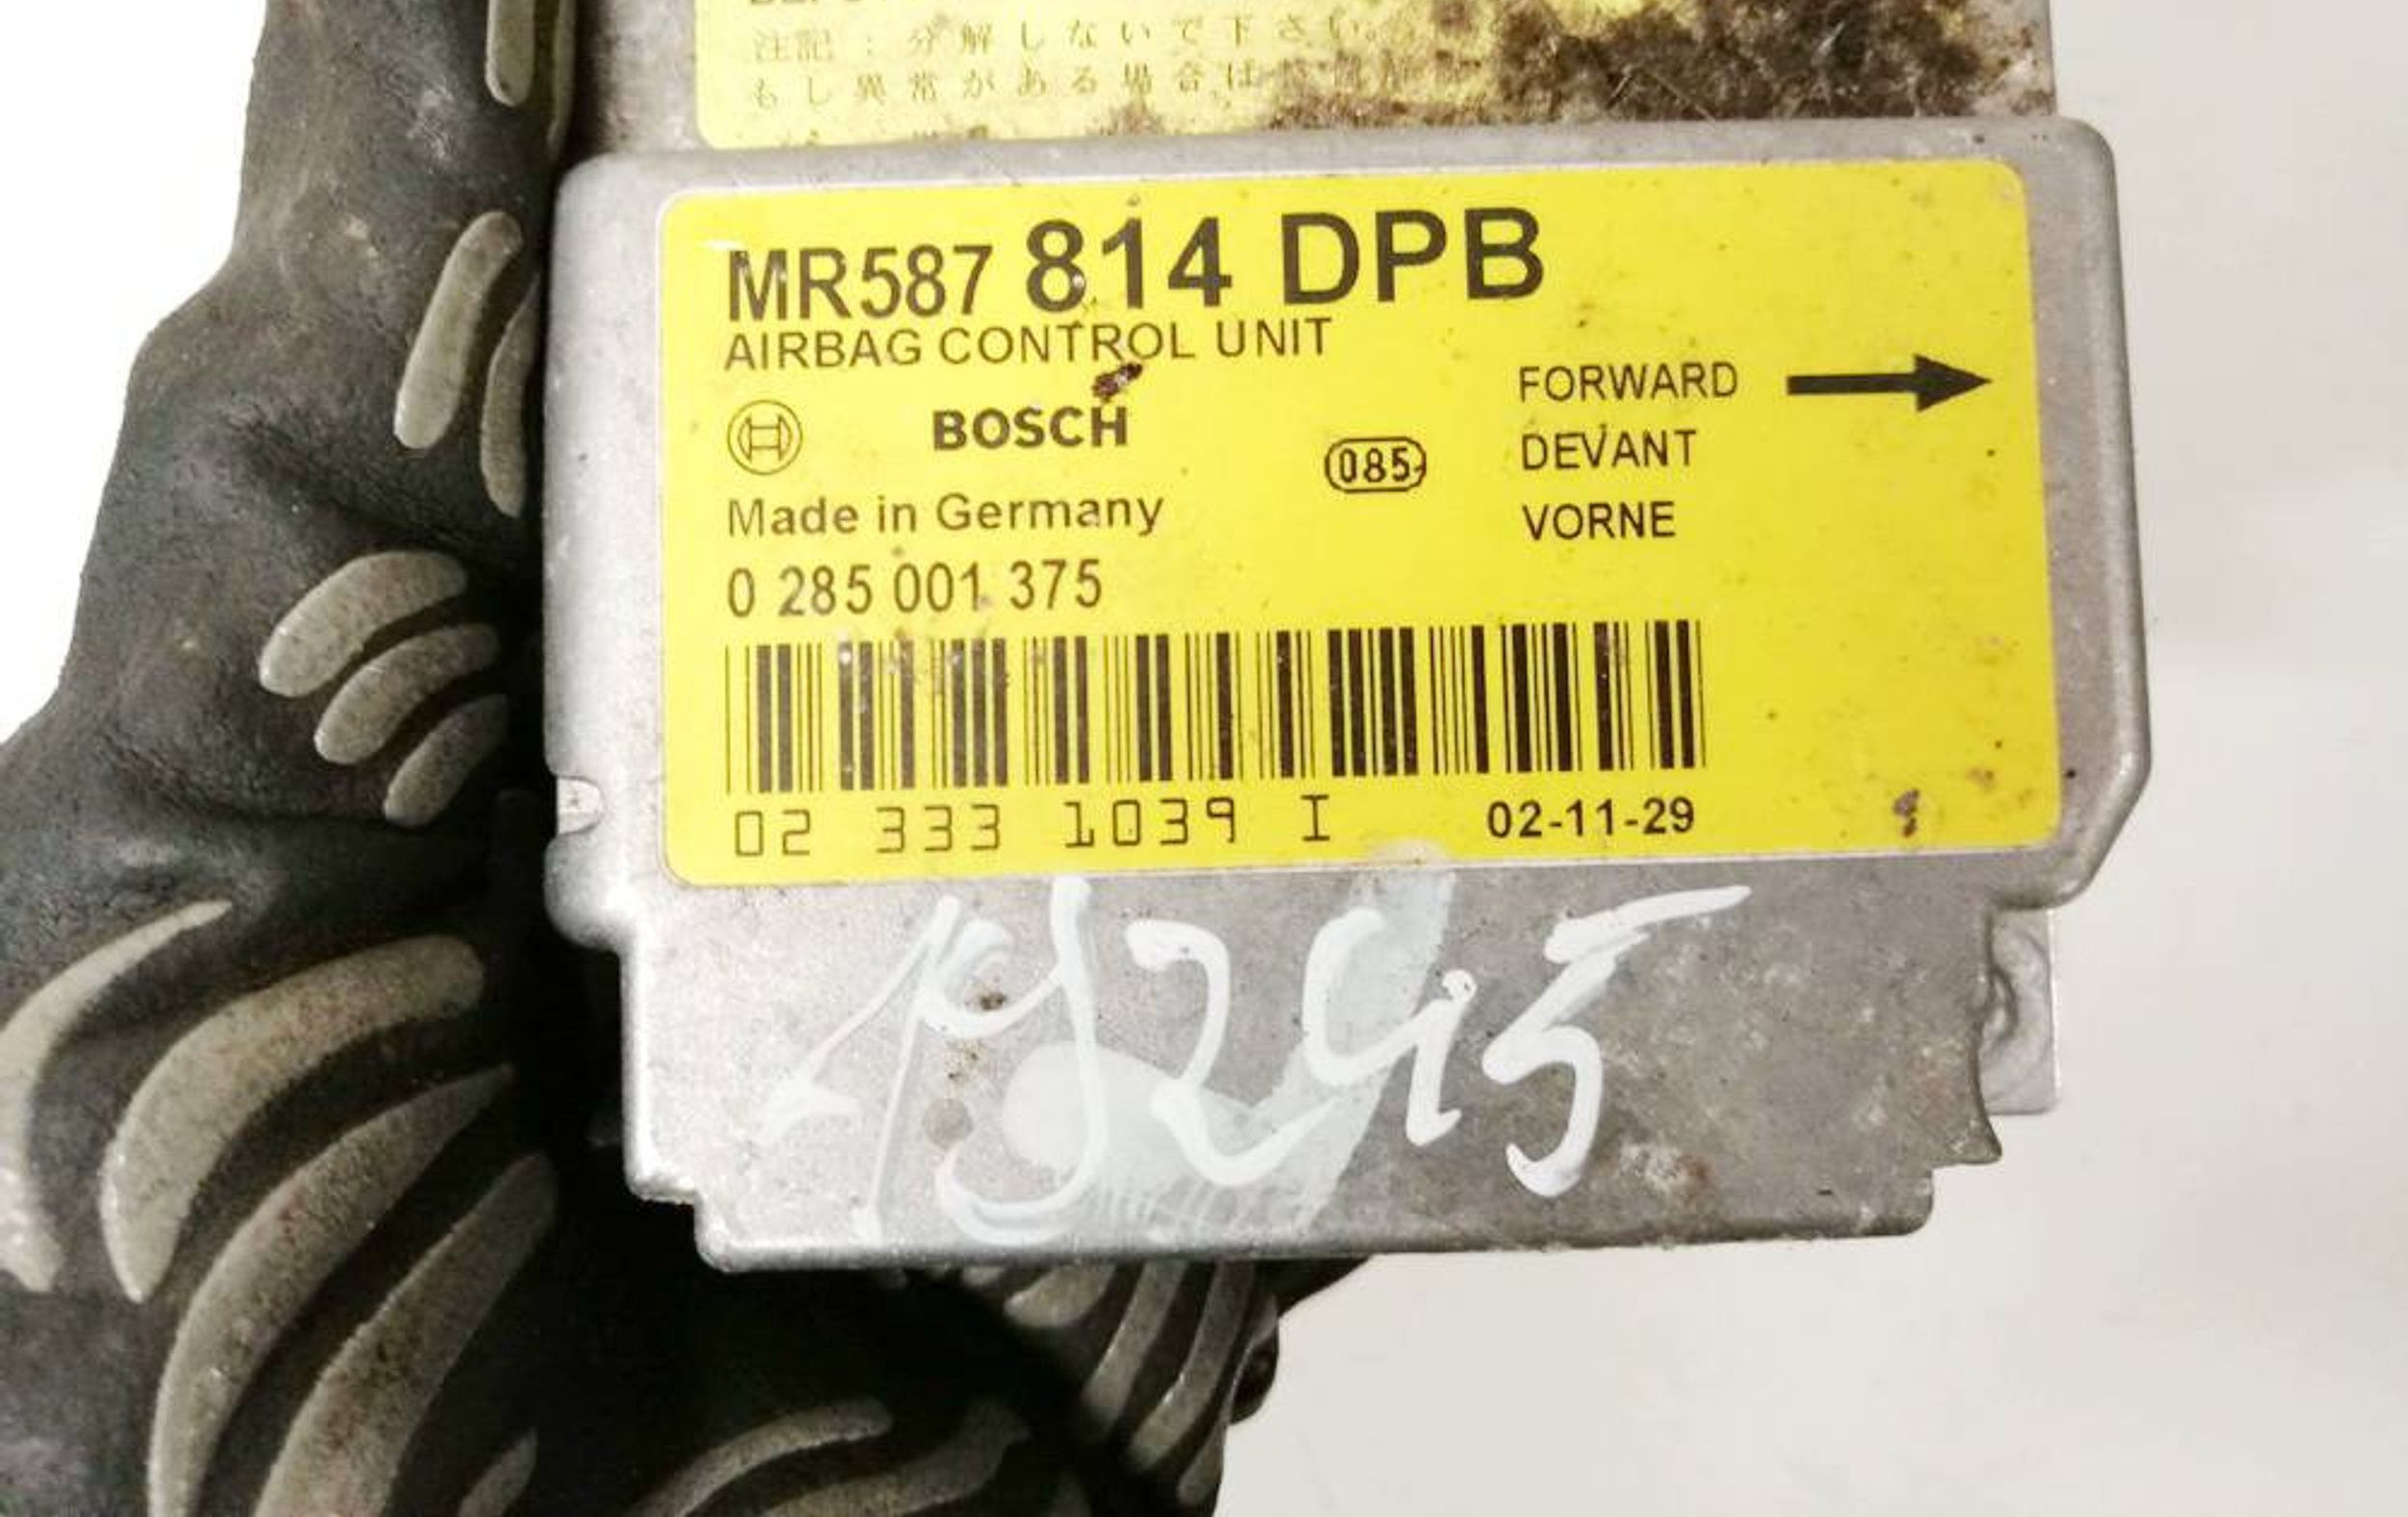 注記：分解しないで下さい。
もし異常がある場合は
MR587 814 DPB
AIRBAG CONTROL UNIT
BOSCH
085
FORWARD
DEVANT
VORNE
Made in Germany
0 285 001 375
02 333 1039 I 02-11-29